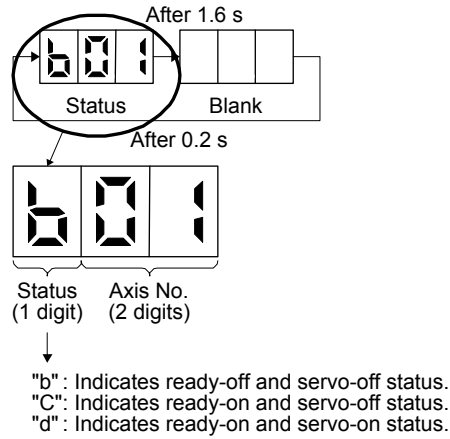 After 1.6 s
b01
Status Blank
After 0.2 s
b01
Status Axis No.
(1 digit) (2 digits)
"b" : Indicates ready-off and servo-off status.
"C": Indicates ready-on and servo-off status.
"d" : Indicates ready-on and servo-on status.